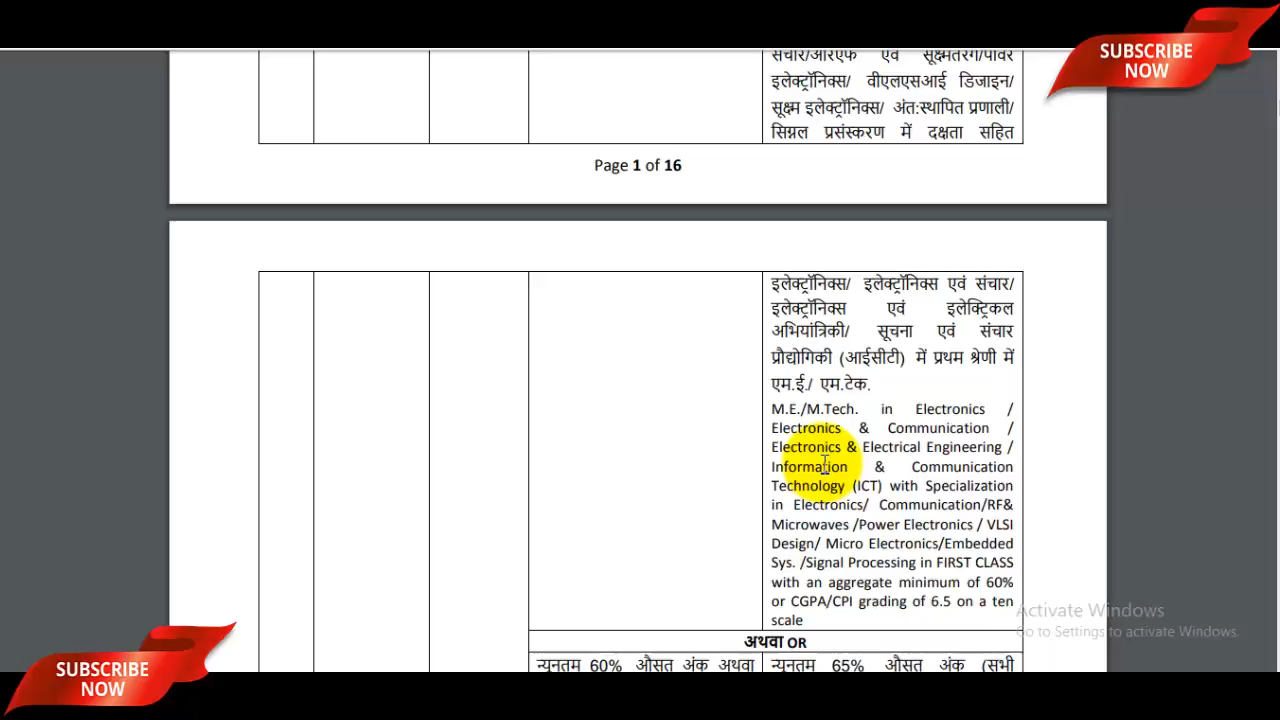 SUBSCRIBE
NOW
संचार/आरएफ एवं सूक्ष्मतरंग/पावर
इलेक्ट्रॉनिक्स/ वीएलएसआई डिजाइन/
सूक्ष्म इलेक्ट्रॉनिक्स/ अंत:स्थापित प्रणाली/
सिग्नल प्रसंस्करण में दक्षता सहित
Page 1 of 16
इलेक्ट्रॉनिक्स/ इलेक्ट्रॉनिक्स एवं संचार/
इलेक्ट्रॉनिक्स एवं इलेक्ट्रिकल
अभियांत्रिकी/ सूचना एवं संचार
प्रौद्योगिकी (आईसीटी) में प्रथम श्रेणी में
एम.ई./ एम.टेक.
M.E./M.Tech. in Electronics /
Electronics & Communication /
Electronics & Electrical Engineering /
Information & Communication
Technology (ICT) with Specialization
in Electronics/ Communication/RF&
Microwaves /Power Electronics / VLSI
Design/ Micro Electronics/Embedded
Sys. /Signal Processing in FIRST CLASS
with an aggregate minimum of 60%
or CGPA/CPI grading of 6.5 on a ten
scale
अथवा OR
न्यूनतम 60% औसत अंक अथवा
न्यूनतम 65% औसत अंक (सभी
Activate Windows
Go to Settings to activate Windows.
SUBSCRIBE
NOW